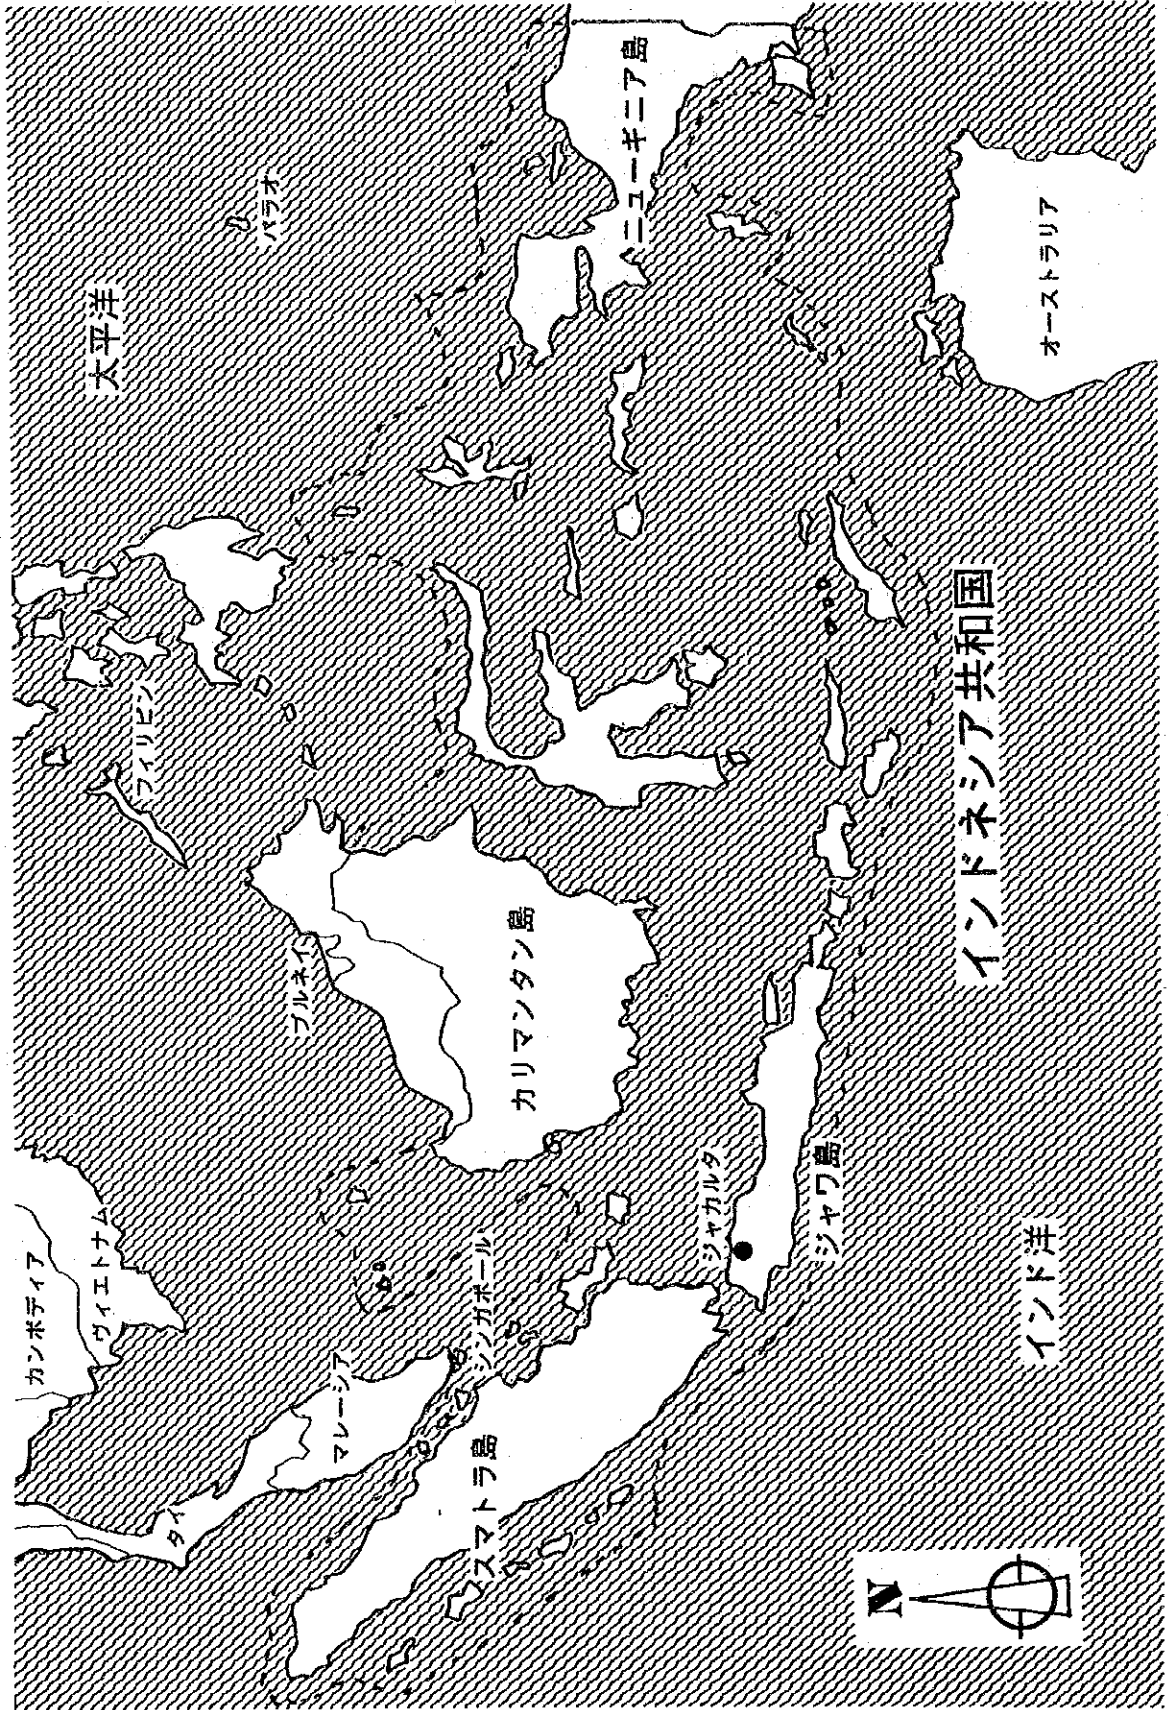 カンボディア
ヴィエトナム
タイ
マレーシア
シンガポール
スマトラ島
ブルネイ
カリマンタン島
フィリピン
太平洋
パラオ
ニューギニア島
ジャカルタ
ジャワ島
インドネシア共和国
オーストラリア
インド洋
N